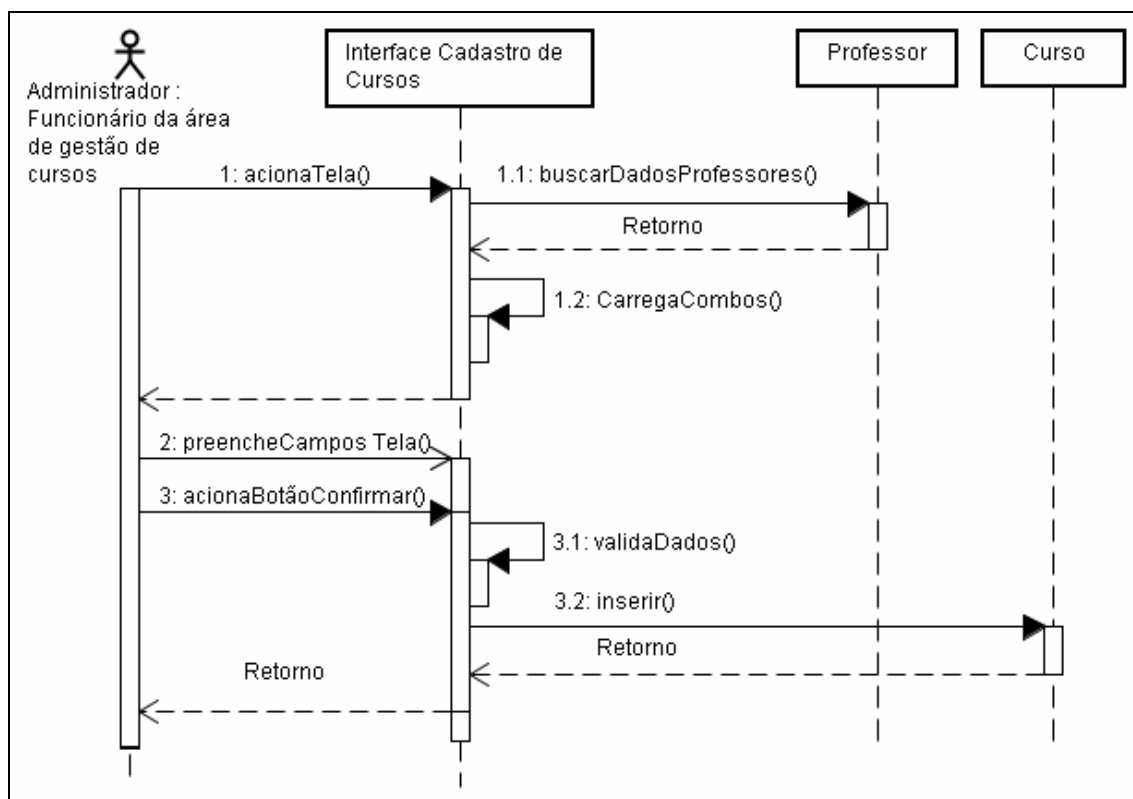 Interface Cadastro de
Cursos
Professor
Curso
Administrador :
Funcionário da área
de gestão de
cursos
1: acionaTela()
1.1: buscarDadosProfessores()
Retorno
1.2: CarregaCombos()
2: preencheCampos Tela()
3: acionaBotãoConfirmar()
3.1: validaDados()
3.2: inserir()
Retorno
Retorno